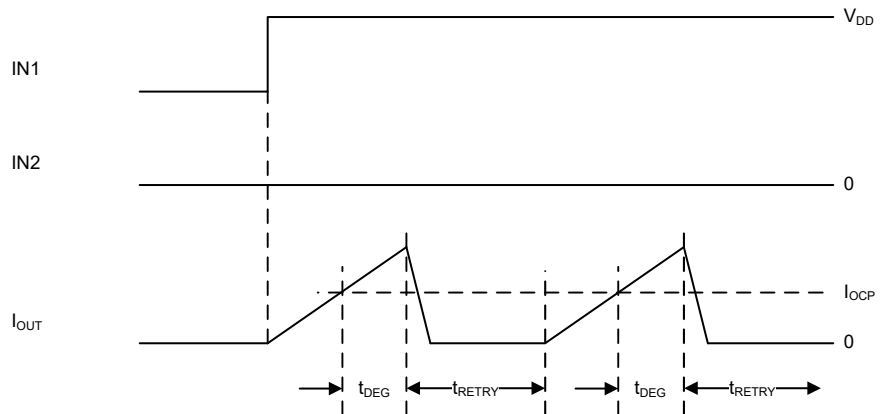 V_DD
IN1
IN2
0
I_OCP
I_OUT
0
t_DEG
t_RETRY
t_DEG
t_RETRY